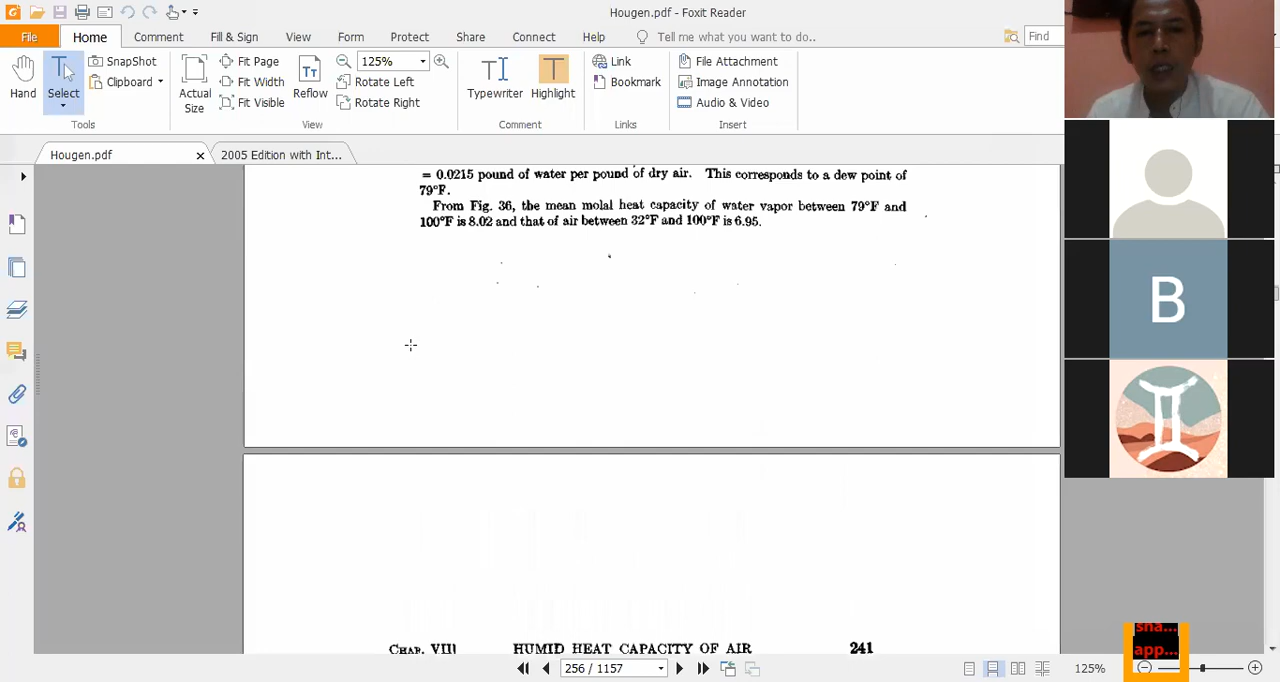 Hougen.pdf - Foxit Reader
File Home Comment Fill & Sign View Form Protect Share Connect Help Tell me what you want to do.. Find
Hand
Select
SnapShot
Clipboard
Tools
Actual
Size
Fit Page
Fit Width
Fit Visible
Reflow
125%
Rotate Left
Rotate Right
View
Typewriter
Highlight
Comment
Link
Bookmark
Links
File Attachment
Image Annotation
Audio & Video
Insert
Hougen.pdf
2005 Edition with Int...
= 0.0215 pound of water per pound of dry air. This corresponds to a dew point of
79°F.
From Fig. 36, the mean molal heat capacity of water vapor between 79°F and
100°F is 8.02 and that of air between 32°F and 100°F is 6.95.
CHAP. VIII HUMID HEAT CAPACITY OF AIR 241
B
256 / 1157
125%
sna...
app...